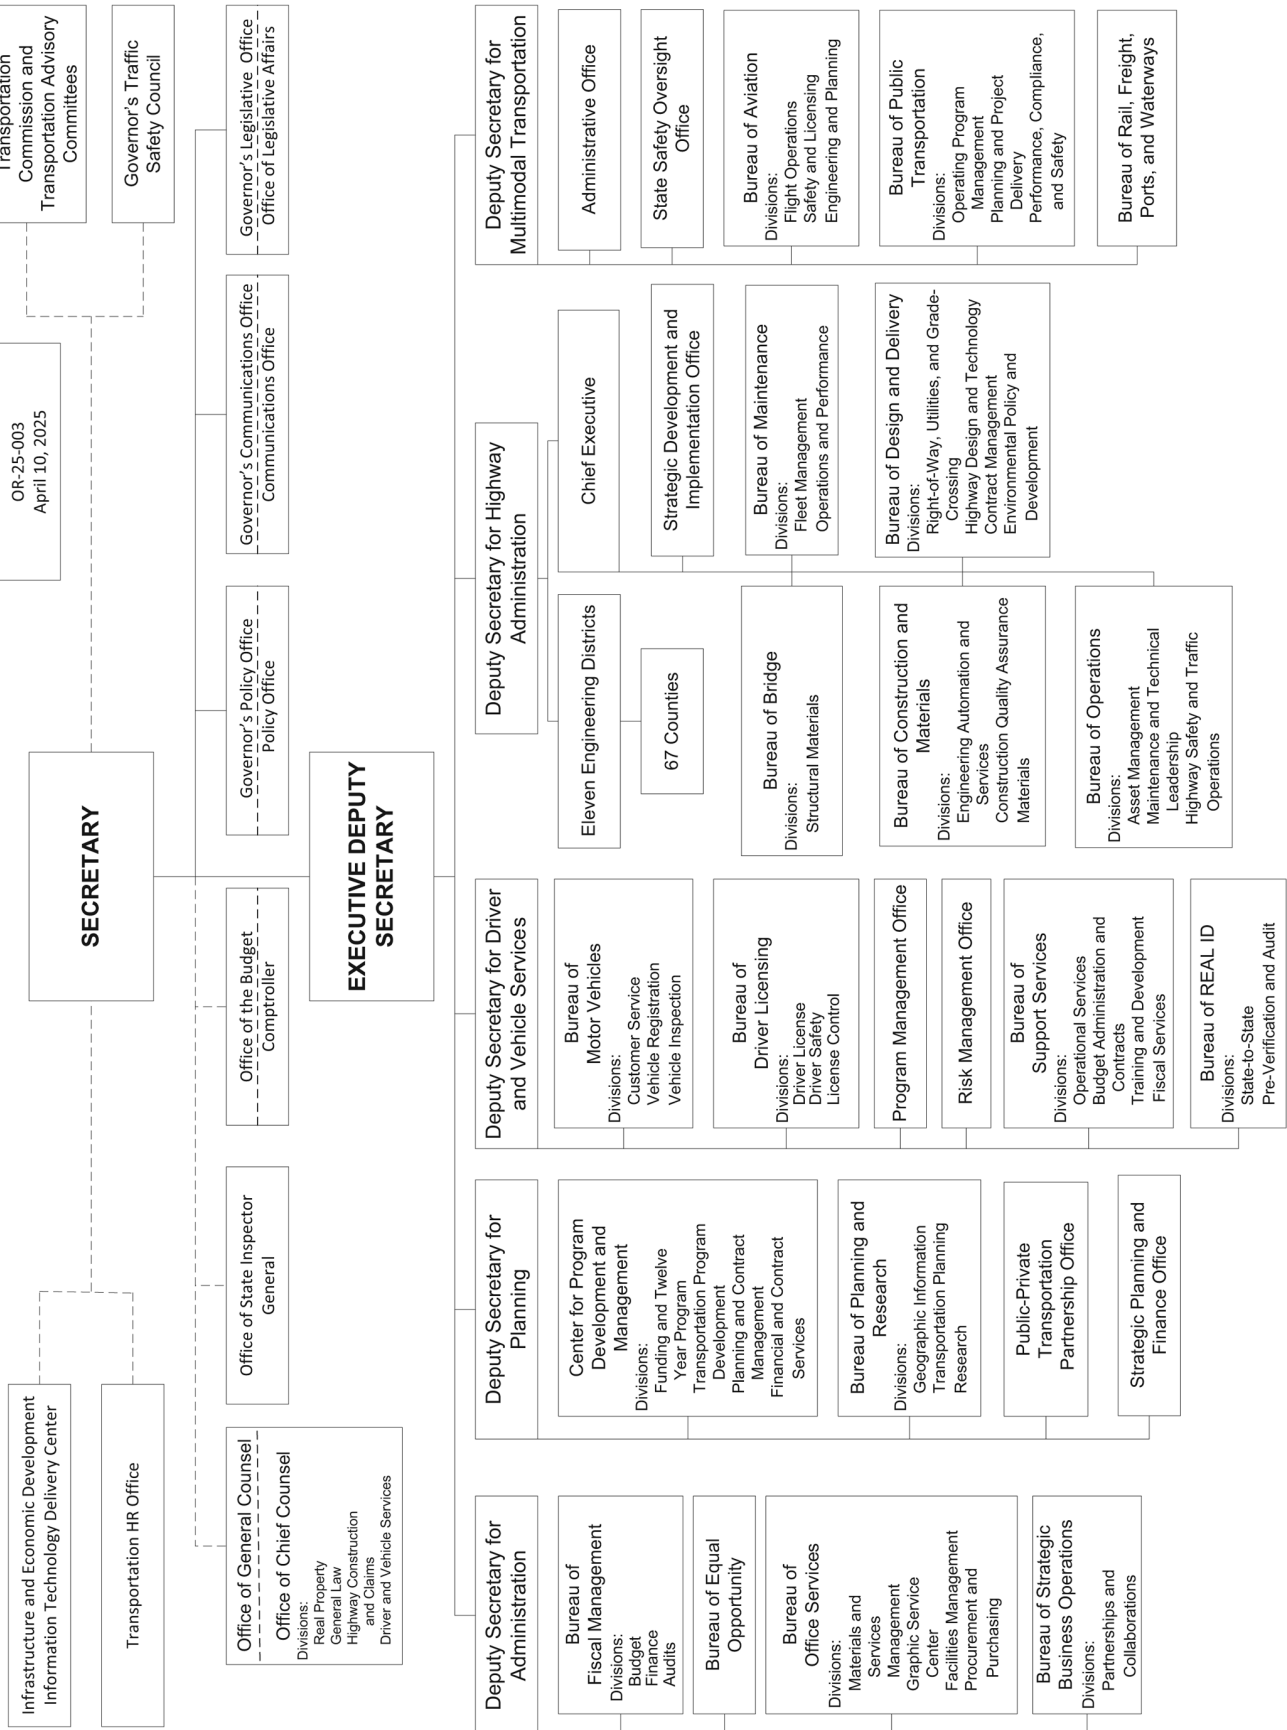 Infrastructure and Economic Development
Information Technology Delivery Center
Transportation HR Office
SECRETARY
OR-25-003
April 10, 2025
Transportation
Commission and
Transportation Advisory
Committees
Governor's Traffic
Safety Council
Office of General Counsel
Office of Chief Counsel
Divisions:
Real Property
General Law
Highway Construction
and Claims
Driver and Vehicle Services
Office of State Inspector
General
Office of the Budget
Comptroller
Governor's Policy Office
Policy Office
Governor's Communications Office
Communications Office
Governor's Legislative Office
Office of Legislative Affairs
EXECUTIVE DEPUTY
SECRETARY
Deputy Secretary for
Administration
Bureau of
Fiscal Management
Divisions:
Budget
Finance
Audits
Bureau of Equal
Opportunity
Bureau of
Office Services
Divisions:
Materials and
Services
Management
Graphic Service
Center
Facilities Management
Procurement and
Purchasing
Bureau of Strategic
Business Operations
Divisions:
Partnerships and
Collaborations
Deputy Secretary for
Planning
Center for Program
Development and
Management
Divisions:
Funding and Twelve
Year Program
Transportation Program
Development
Planning and Contract
Management
Financial and Contract
Services
Bureau of Planning and
Research
Divisions:
Geographic Information
Transportation Planning
Research
Public-Private
Transportation
Partnership Office
Strategic Planning and
Finance Office
Deputy Secretary for Driver
and Vehicle Services
Bureau of
Motor Vehicles
Divisions:
Customer Service
Vehicle Registration
Vehicle Inspection
Bureau of
Driver Licensing
Divisions:
Driver License
Driver Safety
License Control
Program Management Office
Risk Management Office
Bureau of
Support Services
Divisions:
Operational Services
Budget Administration and
Contracts
Training and Development
Fiscal Services
Bureau of REAL ID
Divisions:
State-to-State
Pre-Verification and Audit
Deputy Secretary for Highway
Administration
Eleven Engineering Districts
67 Counties
Chief Executive
Strategic Development and
Implementation Office
Bureau of Bridge
Divisions:
Structural Materials
Bureau of Maintenance
Divisions:
Fleet Management
Operations and Performance
Bureau of Construction and
Materials
Divisions:
Engineering Automation and
Services
Construction Quality Assurance
Materials
Bureau of Design and Delivery
Divisions:
Right-of-Way, Utilities, and Grade-
Crossing
Highway Design and Technology
Contract Management
Environmental Policy and
Development
Bureau of Operations
Divisions:
Asset Management
Maintenance and Technical
Leadership
Highway Safety and Traffic
Operations
Deputy Secretary for
Multimodal Transportation
Administrative Office
State Safety Oversight
Office
Bureau of Aviation
Divisions:
Flight Operations
Safety and Licensing
Engineering and Planning
Bureau of Public
Transportation
Divisions:
Operating Program
Management
Planning and Project
Delivery
Performance, Compliance,
and Safety
Bureau of Rail, Freight,
Ports, and Waterways